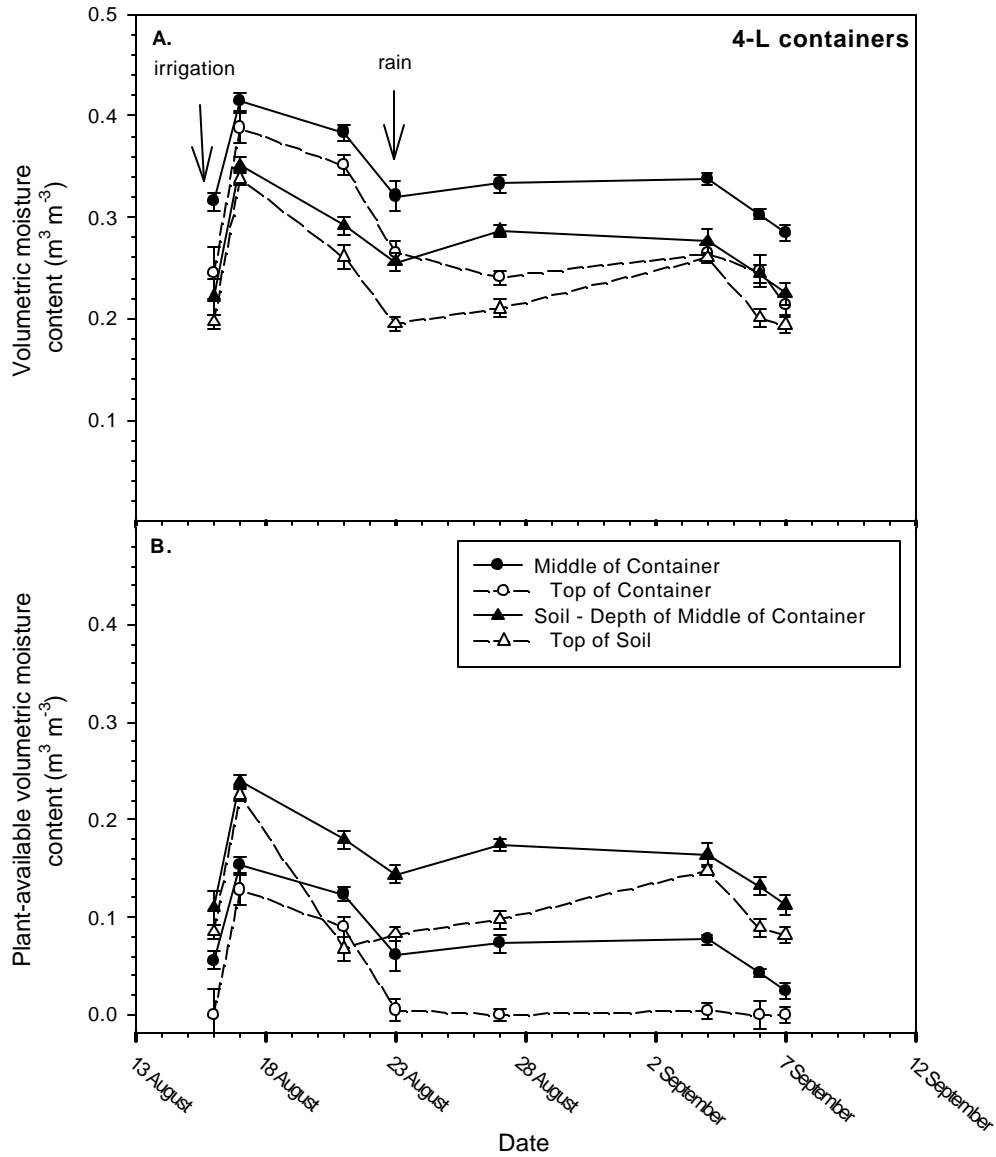 0.5
A.
4-L containers
irrigation
rain
0.4
0.3
0.2
0.1
Volumetric moisture
content (m³ m⁻³)
B.
Middle of Container
Top of Container
Soil - Depth of Middle of Container
Top of Soil
0.4
0.3
0.2
0.1
0.0
Plant-available volumetric moisture
content (m³ m⁻³)
13 August
18 August
23 August
28 August
2 September
7 September
12 September
Date